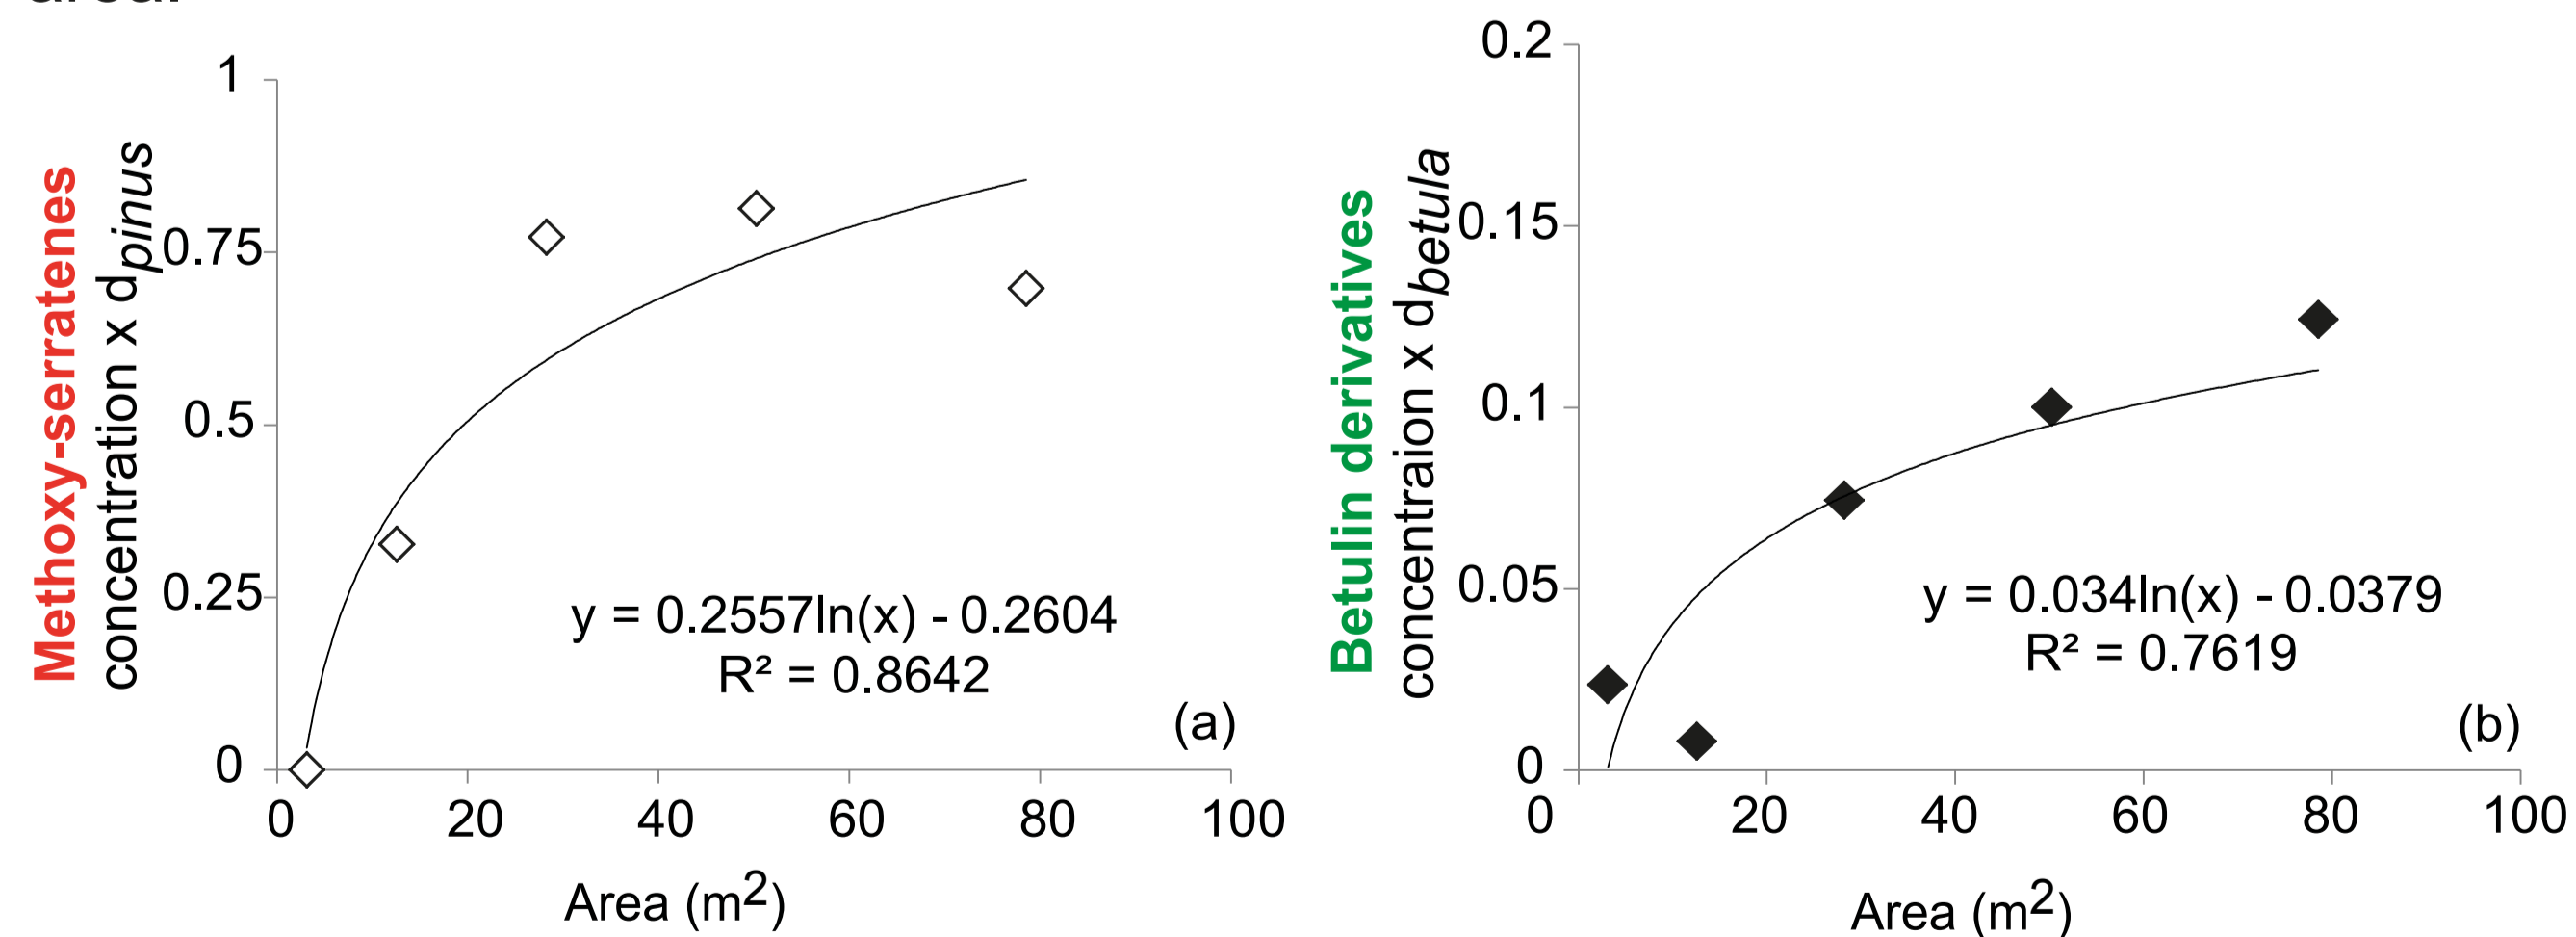 area.
Methoxy-serratenes
concentration x dpinus
1
0.75
0.5
0.25
0
0
20
40
60
80
100
Area (m²)
y = 0.2557ln(x) - 0.2604
R² = 0.8642
(a)
Betulin derivatives
concentraion x dbetula
0.2
0.15
0.1
0.05
0
0
20
40
60
80
100
Area (m²)
y = 0.034ln(x) - 0.0379
R² = 0.7619
(b)